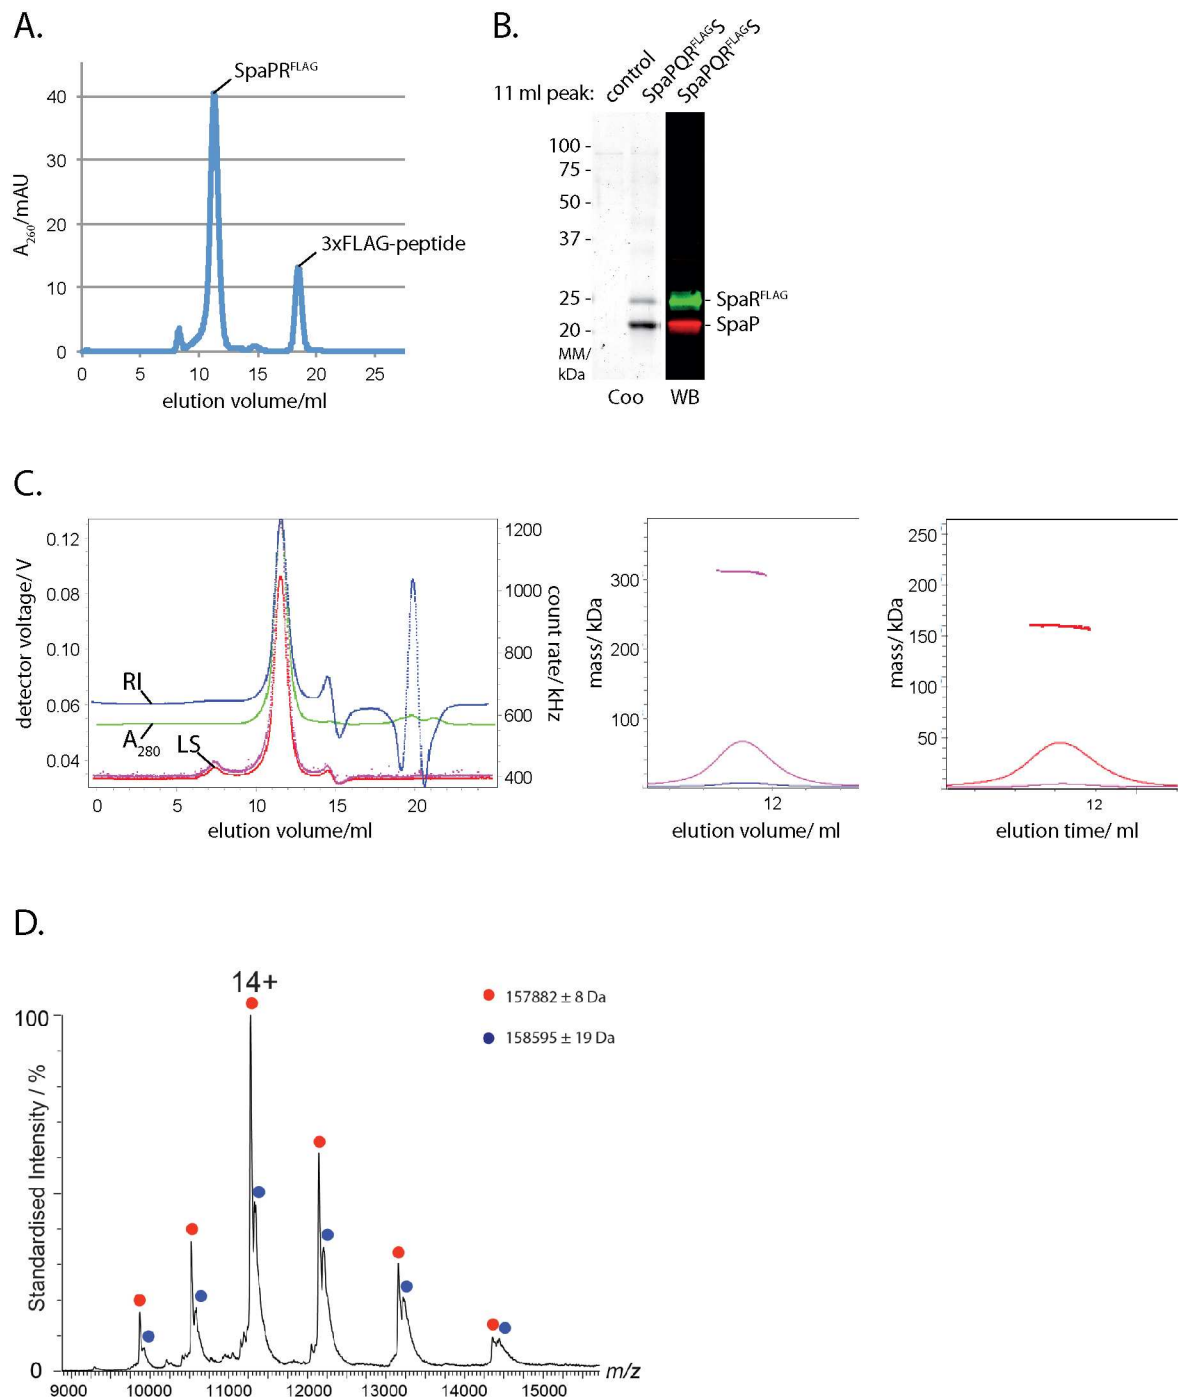 A.
SpaPR^FLAG
40
30
20
10
0
A260/mAU
3xFLAG-peptide
0 5 10 15 20 25
elution volume/ml
B.
11 ml peak: control SpaPQR^FLAG S SpaPQR^FLAG S
100 -
75 -
50 -
37 -
25 -
20 -
MM/
kDa
- SpaR^FLAG
- SpaP
Coo WB
C.
detector voltage/ V
0.12
0.08
0.10
0.06
0.04
RI
A280
LS
1200
1000
800
600
400
count rate/ kHz
0 5 10 15 20
elution volume/ml
mass/ kDa
300
200
100
12
elution volume/ ml
mass/ kDa
250
200
150
100
50
12
elution time/ ml
D.
14+
157882 ± 8 Da
158595 ± 19 Da
100
0
Standardised Intensity / %
m/z
9000 10000 11000 12000 13000 14000 15000